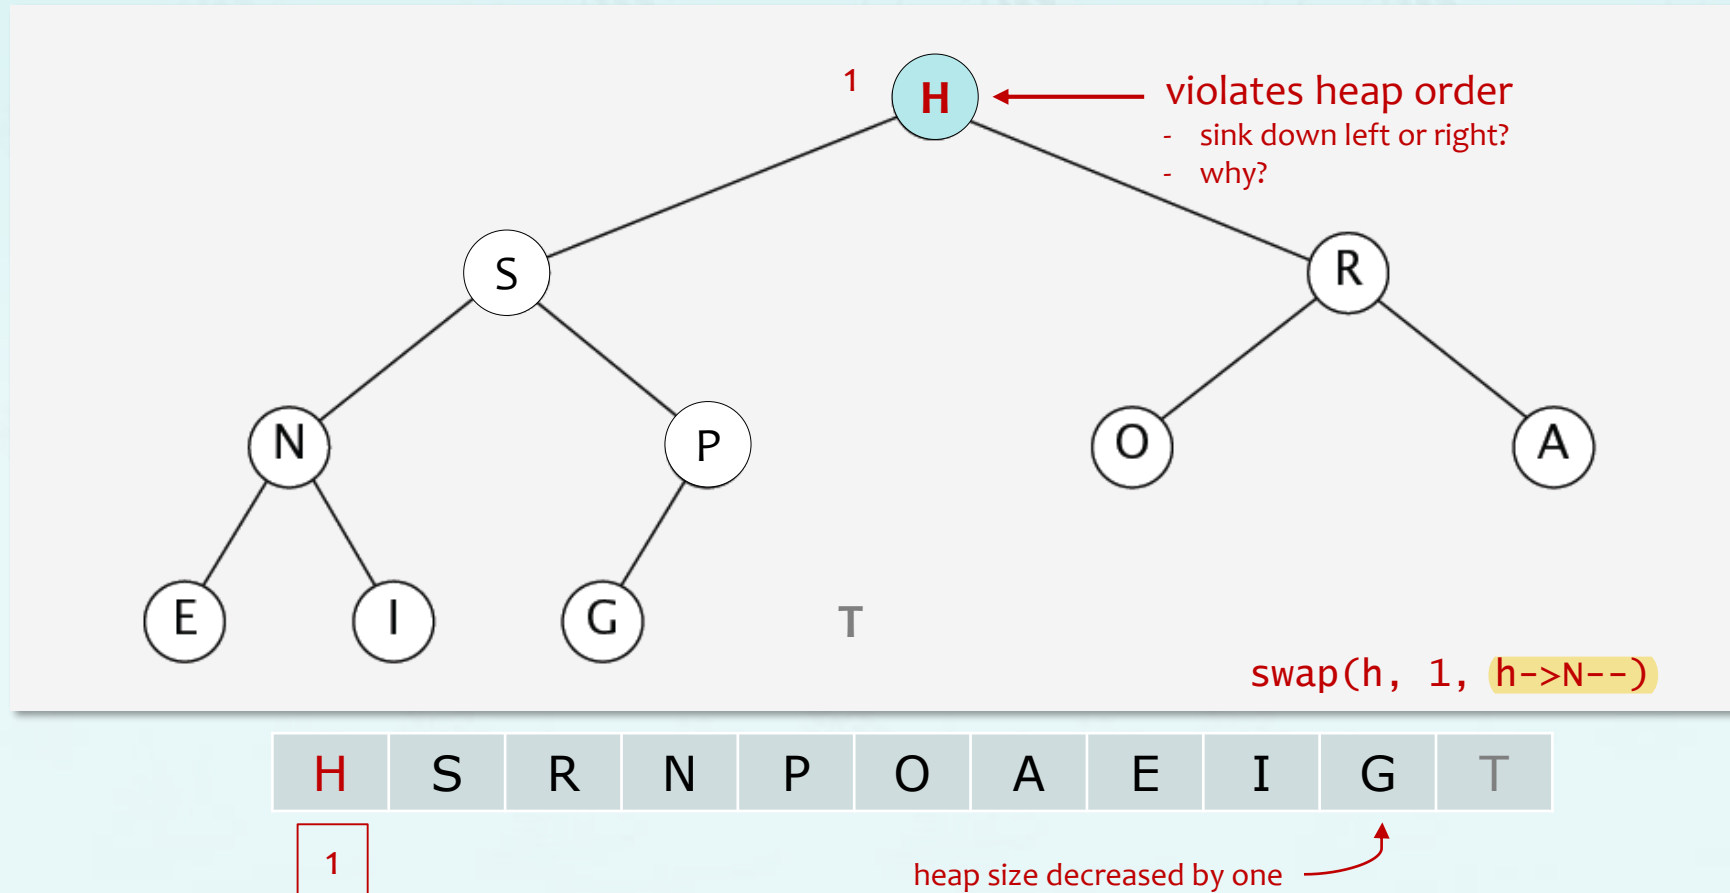 1
H
violates heap order
- sink down left or right?
- why?
S
R
N
P
O
A
E
I
G
T
swap(h, 1, h->N--)
H S R N P O A E I G T
1
heap size decreased by one